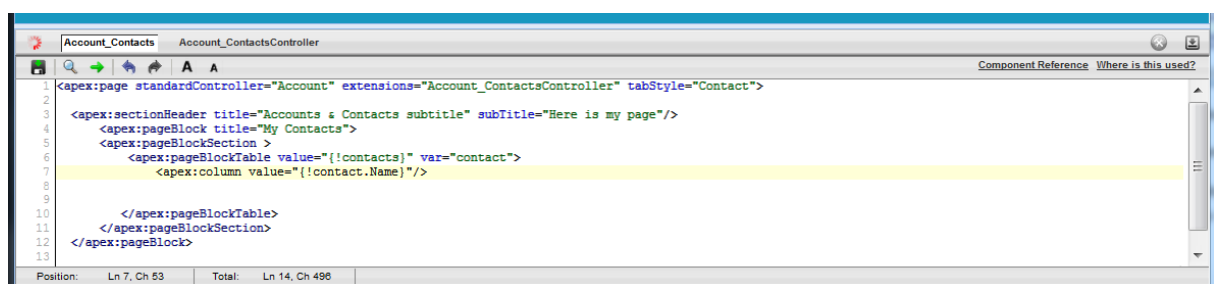 Account_Contacts Account_ContactsController
A A Component Reference Where is this used?
1 <apex:page standardController="Account" extensions="Account_ContactsController" tabStyle="Contact">
2
3 <apex:sectionHeader title="Accounts & Contacts subtitle" subTitle="Here is my page"/>
4 <apex:pageBlock title="My Contacts">
5 <apex:pageBlockSection >
6 <apex:pageBlockTable value="{!contacts}" var="contact">
7 <apex:column value="{!contact.Name}"/>
8
9
10 </apex:pageBlockTable>
11 </apex:pageBlockSection>
12 </apex:pageBlock>
13
Position: Ln 7, Ch 53 Total: Ln 14, Ch 496